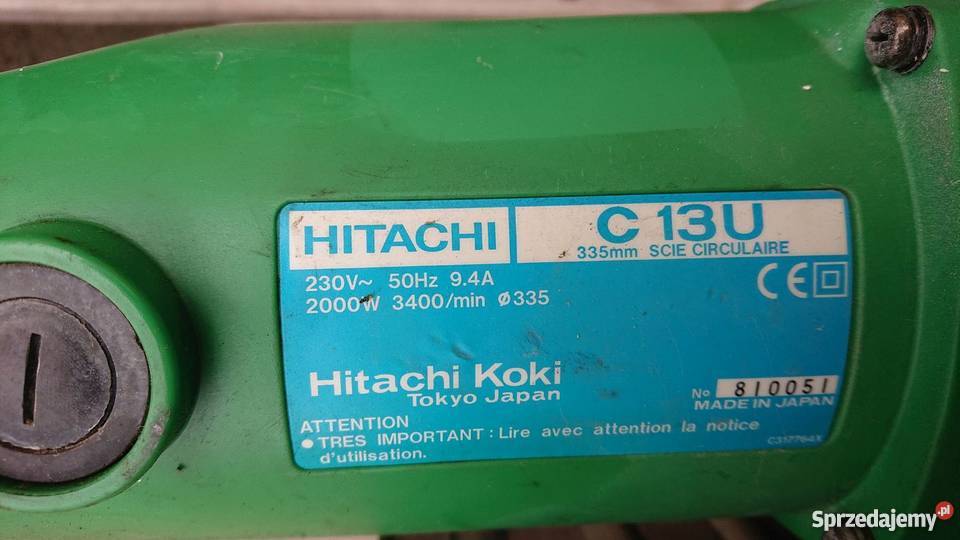 HITACHI
C 13U
335mm SCIE CIRCULAIRE
230V~ 50Hz 9.4A
2000W 3400/min ø335
CE
Hitachi Koki
Tokyo Japan
No 810051
MADE IN JAPAN
ATTENTION
● TRES IMPORTANT : Lire avec attention la notice
d'utilisation.
C317764X
Sprzedajemy.pl